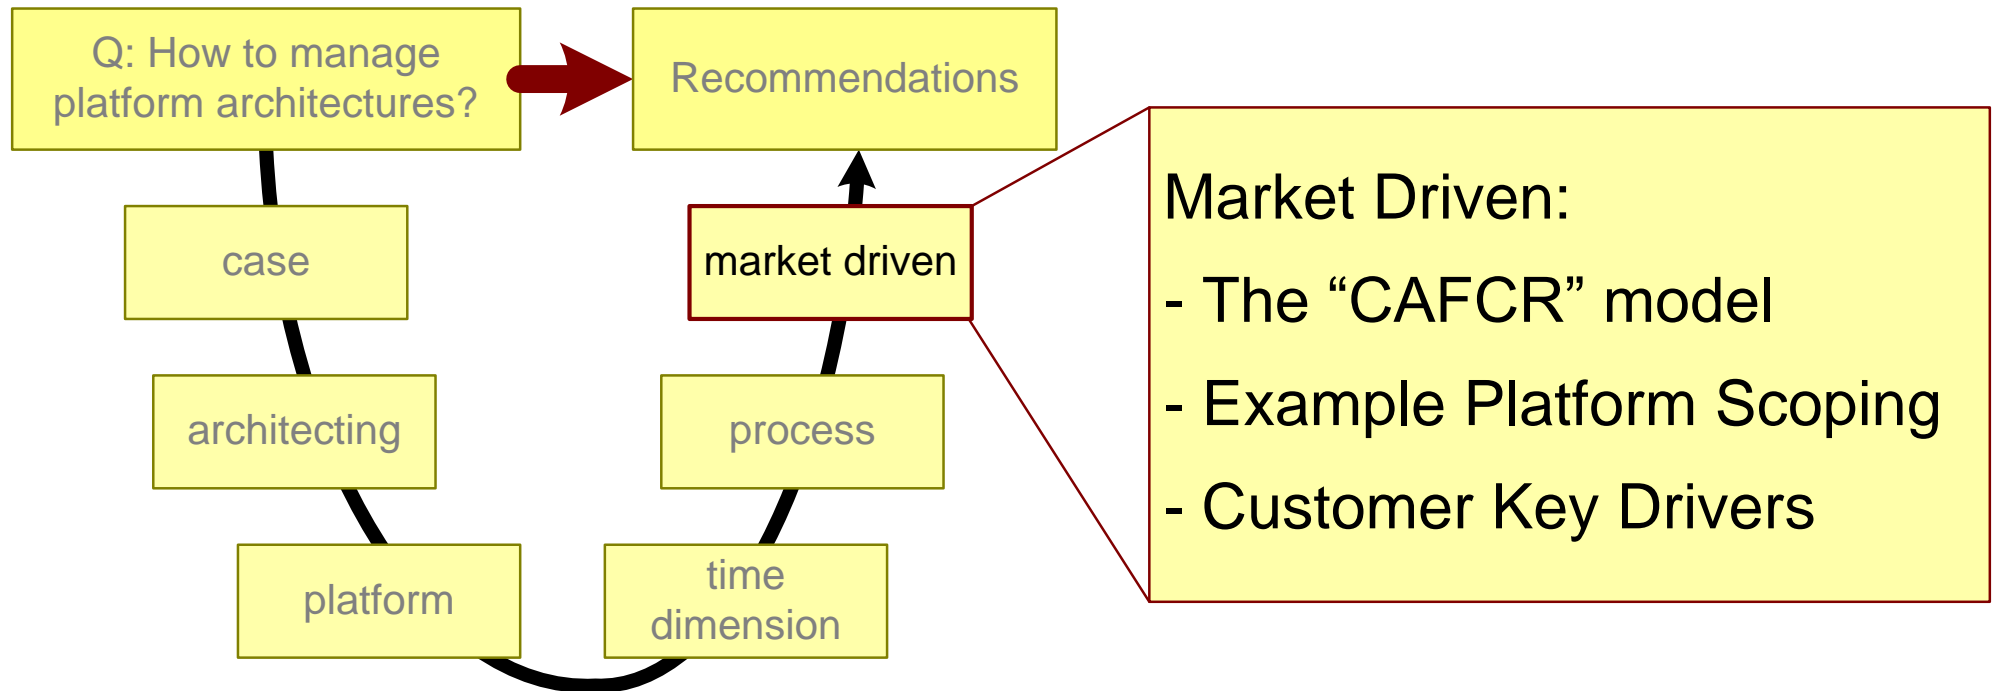 Q: How to manage
platform architectures?
Recommendations
case
market driven
architecting
process
platform
time
dimension
Market Driven:
- The “CAFCR” model
- Example Platform Scoping
- Customer Key Drivers